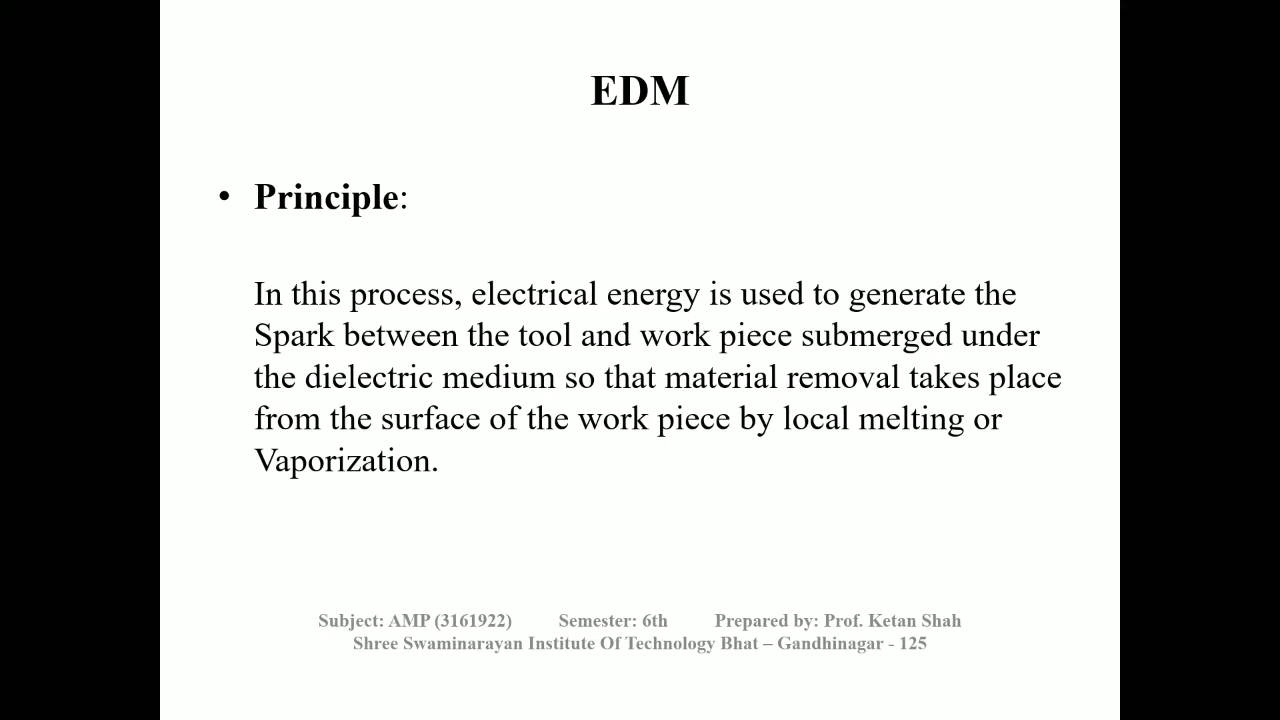 EDM
• Principle:
In this process, electrical energy is used to generate the
Spark between the tool and work piece submerged under
the dielectric medium so that material removal takes place
from the surface of the work piece by local melting or
Vaporization.
Subject: AMP (3161922) Semester: 6th Prepared by: Prof. Ketan Shah
Shree Swaminarayan Institute Of Technology Bhat – Gandhinagar - 125